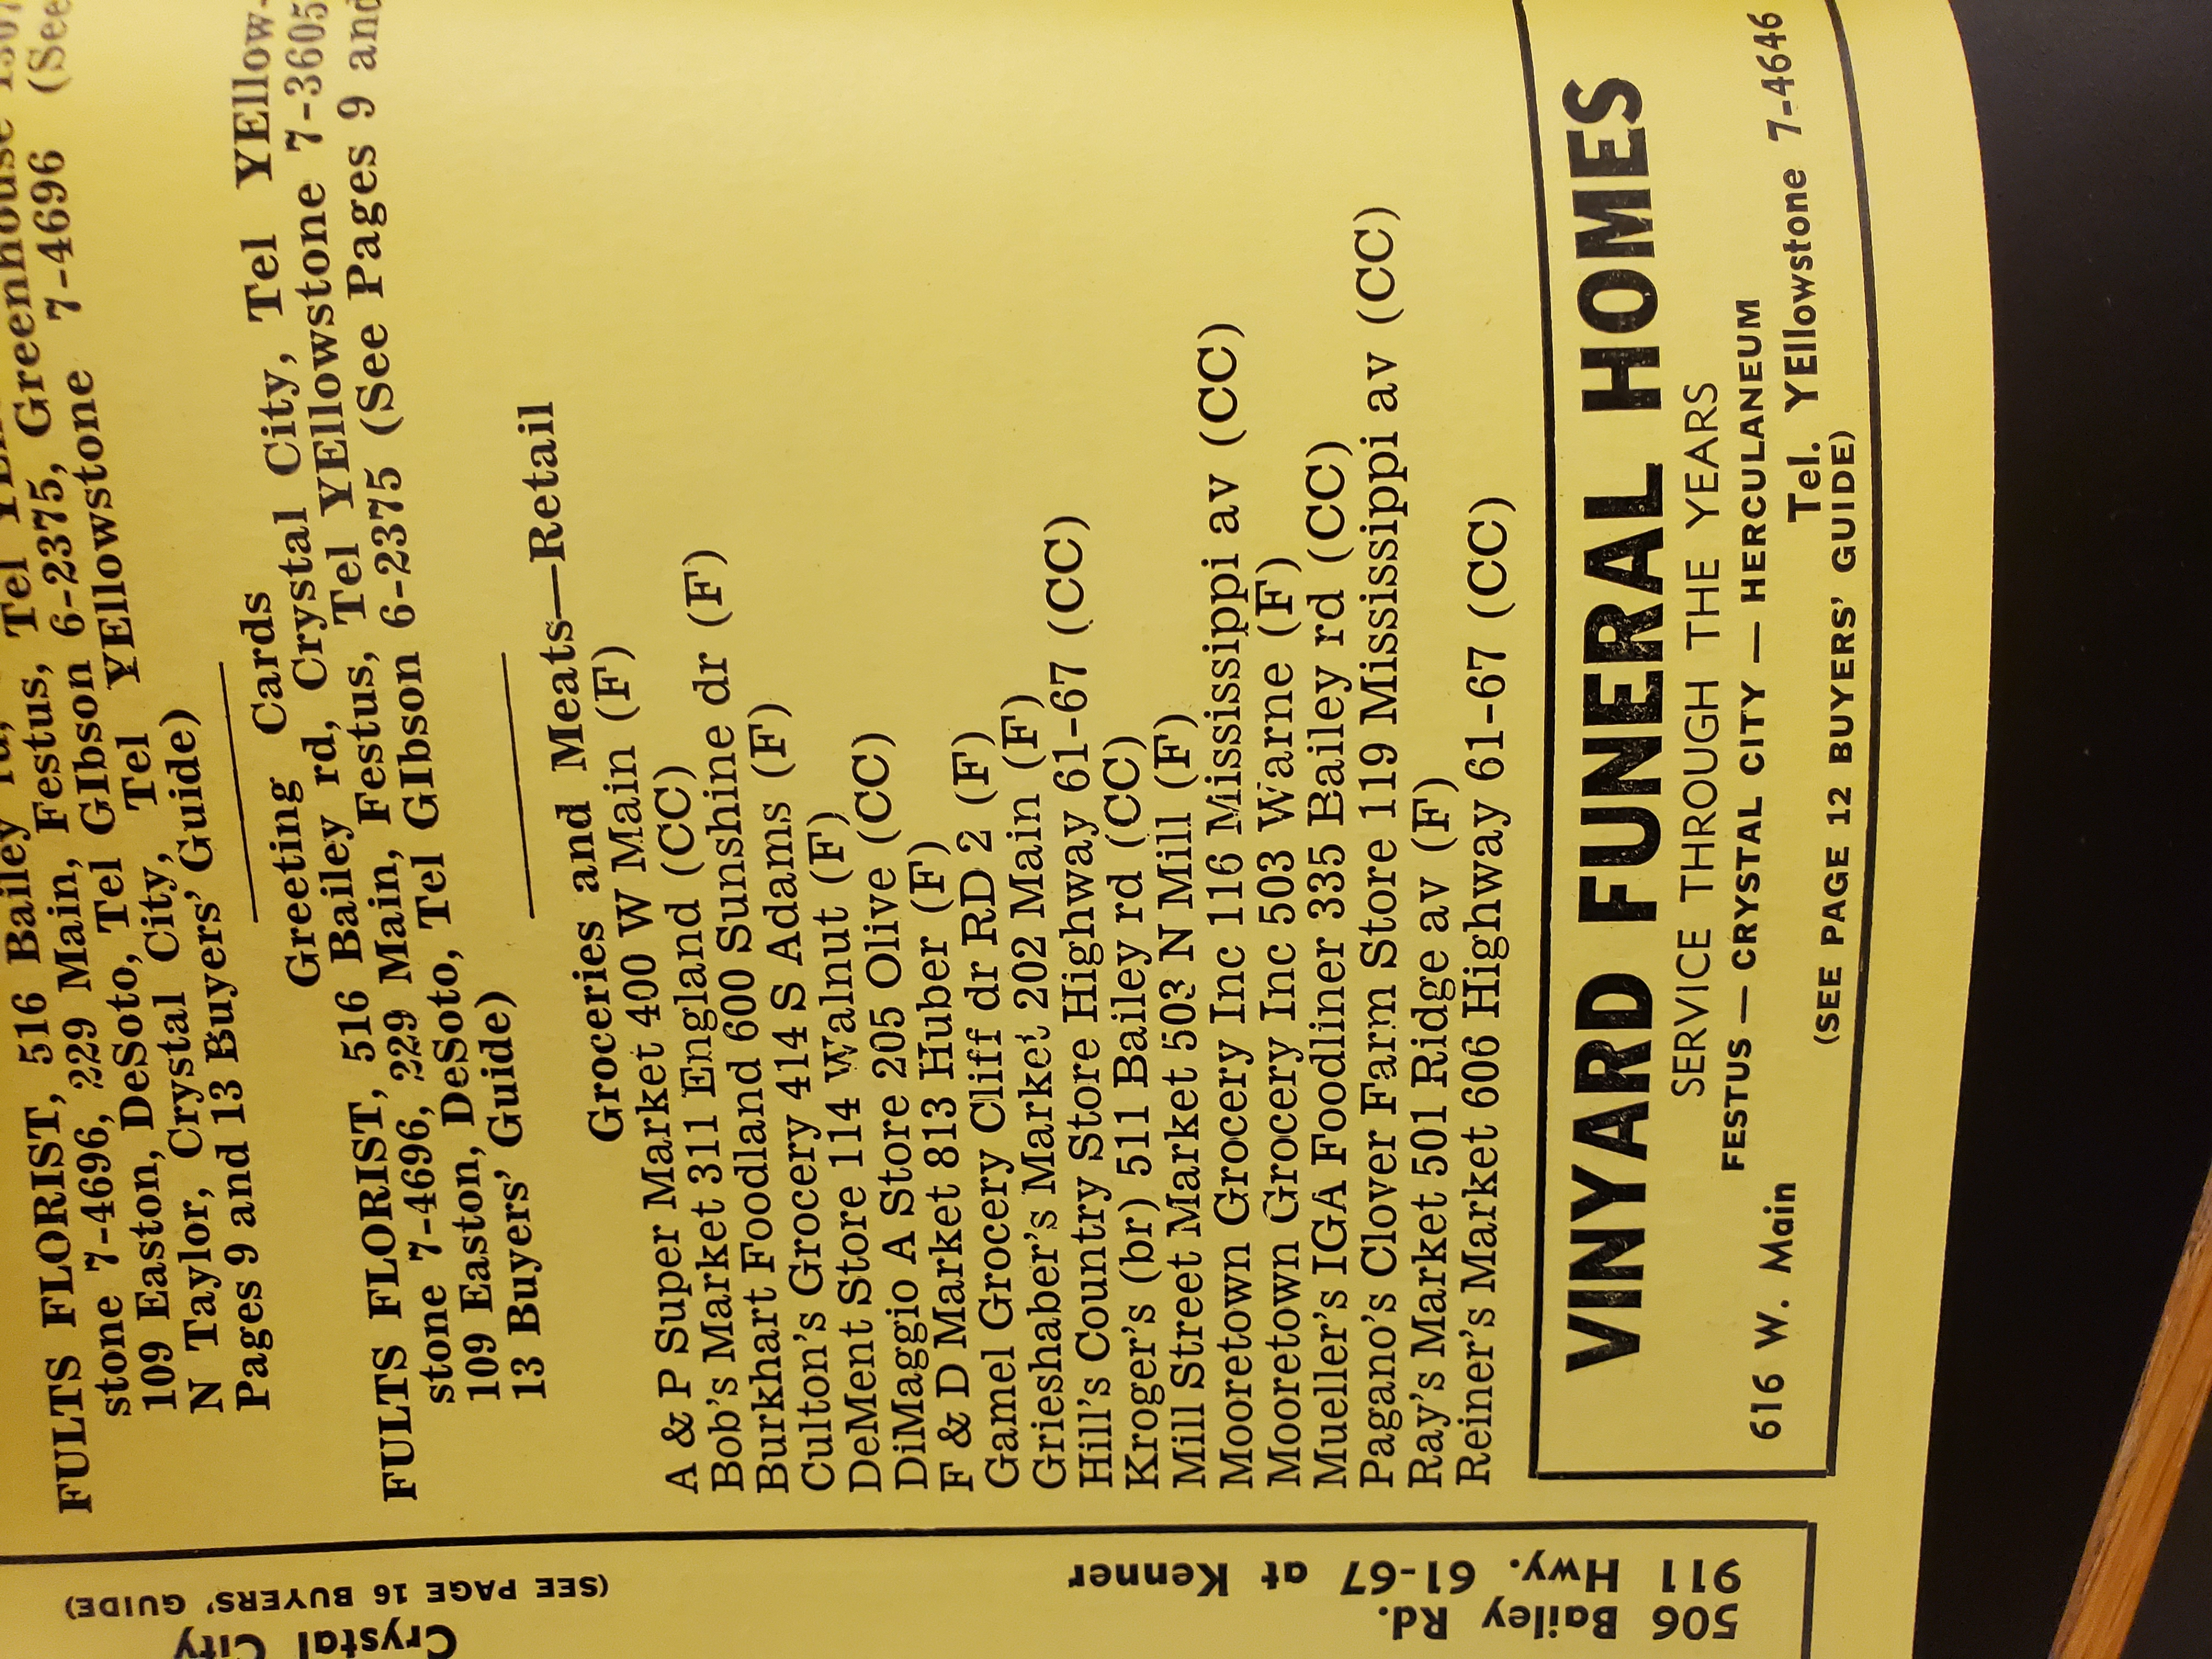 FULTS FLORIST, 516 Bailey rd, Tel
stone 7-4696, 229 Main, Festus, Tel GIbson 6-2375, Greenhouse
109 Easton, DeSoto, Tel YEllowstone 7-4696 (See
N Taylor, Crystal City, Tel
Pages 9 and 13 Buyers' Guide)
Greeting Cards
FULTS FLORIST, 516 Bailey rd, Crystal City, Tel YEllow-
stone 7-4696, 229 Main, Festus, Tel YEllowstone 7-3605
109 Easton, DeSoto, Tel GIbson 6-2375 (See Pages 9 and
13 Buyers' Guide)
Groceries and Meats—Retail
A & P Super Market 400 W Main (F)
Bob's Market 311 England (CC)
Burkhart Foodland 600 Sunshine dr (F)
Culton's Grocery 414 S Adams (F)
DeMent Store 114 Walnut (F)
DiMaggio A Store 205 Olive (CC)
F & D Market 813 Huber (F)
Gamel Grocery Cliff dr RD 2 (F)
Grieshaber's Market 202 Main (F)
Hill's Country Store Highway 61-67 (CC)
Kroger's (br) 511 Bailey rd (CC)
Mill Street Market 503 N Mill (F)
Mooretown Grocery Inc 116 Mississippi av (CC)
Mooretown Grocery Inc 503 Warne (F)
Mueller's IGA Foodliner 335 Bailey rd (CC)
Pagano's Clover Farm Store 119 Mississippi av (CC)
Ray's Market 501 Ridge av (F)
Reiner's Market 606 Highway 61-67 (CC)
VINYARD FUNERAL HOMES
SERVICE THROUGH THE YEARS
FESTUS — CRYSTAL CITY — HERCULANEUM
616 W. Main Tel. YEllowstone 7-4646
(SEE PAGE 12 BUYERS' GUIDE)
506 Bailey Rd. Crystal City
911 Hwy. 61-67 at Kenner (SEE PAGE 16 BUYERS' GUIDE)